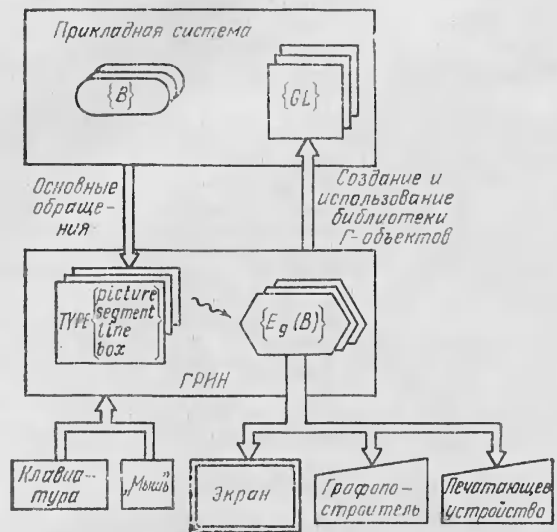 Прикладная система
{B}
{GL}
Основные
обраще-
ния
Создание и
использование
библиотеки
Г-объектов
TYPE
picture
segment
line
box
{Eg(B)}
ГРИН
Клавиа-
тура
„Мышь"
Экран
Графопо-
строитель
Печатающее
устройство